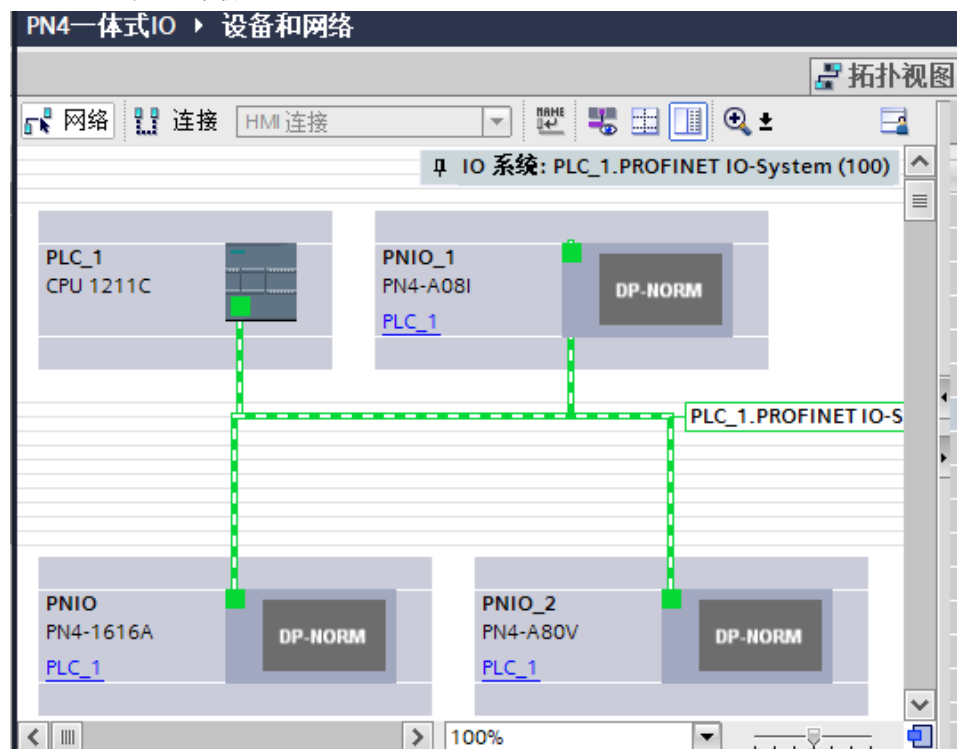 PN4一体式IO ▸ 设备和网络
拓扑视图
网络
连接
HMI 连接
NAME
IO 系统: PLC_1.PROFINET IO-System (100)
PLC_1
CPU 1211C
PNIO_1
PN4-A08I
PLC_1
DP-NORM
PLC_1.PROFINET IO-S
PNIO
PN4-1616A
PLC_1
DP-NORM
PNIO_2
PN4-A80V
PLC_1
DP-NORM
100%